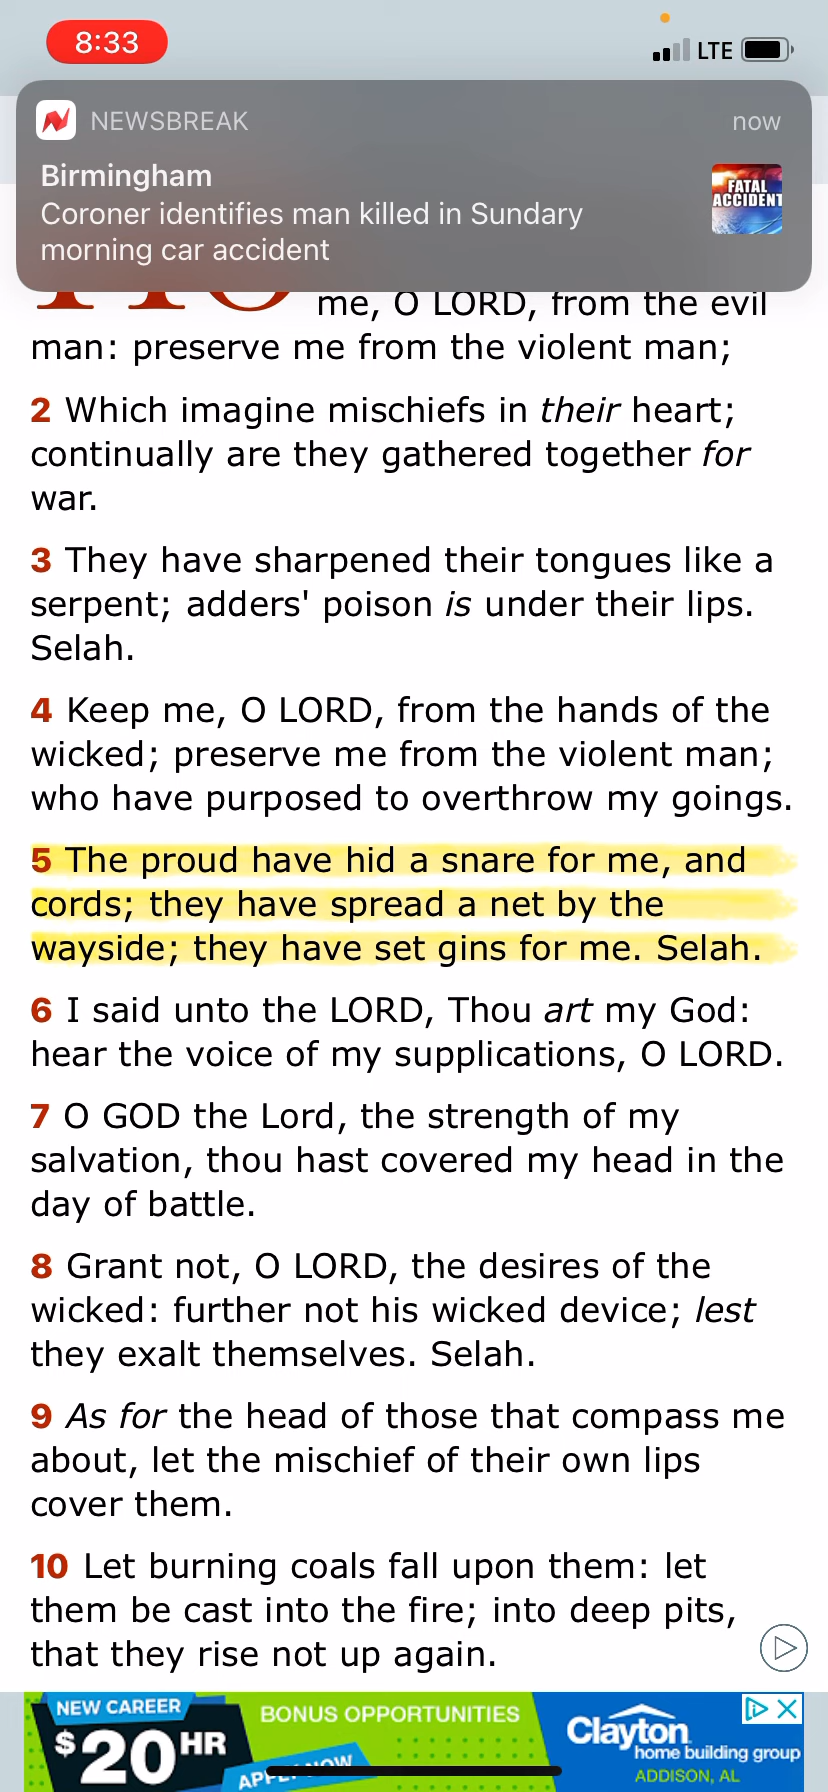 8:33
LTE
NEWSBREAK
now
Birmingham
Coroner identifies man killed in Sundary
morning car accident
FATAL
ACCIDENT
me, O LORD, from the evil
man: preserve me from the violent man;
2 Which imagine mischiefs in their heart;
continually are they gathered together for
war.
3 They have sharpened their tongues like a
serpent; adders' poison is under their lips.
Selah.
4 Keep me, O LORD, from the hands of the
wicked; preserve me from the violent man;
who have purposed to overthrow my goings.
5 The proud have hid a snare for me, and
cords; they have spread a net by the
wayside; they have set gins for me. Selah.
6 I said unto the LORD, Thou art my God:
hear the voice of my supplications, O LORD.
7 O GOD the Lord, the strength of my
salvation, thou hast covered my head in the
day of battle.
8 Grant not, O LORD, the desires of the
wicked: further not his wicked device; lest
they exalt themselves. Selah.
9 As for the head of those that compass me
about, let the mischief of their own lips
cover them.
10 Let burning coals fall upon them: let
them be cast into the fire; into deep pits,
that they rise not up again.
NEW CAREER
$20 HR
BONUS OPPORTUNITIES
APPLY NOW
Clayton
home building group
ADDISON, AL